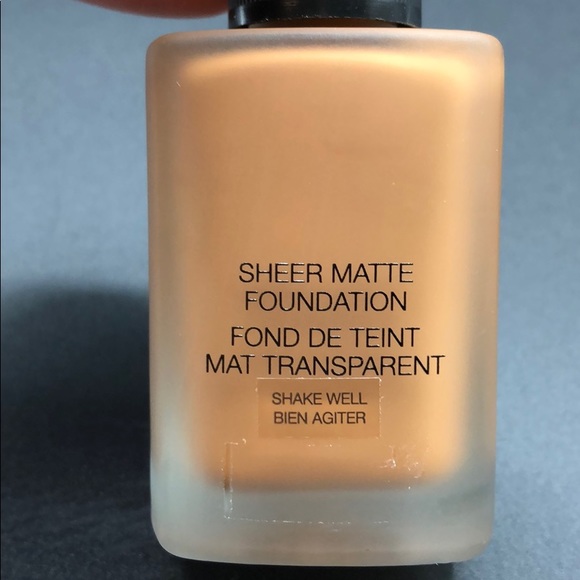 SHEER MATTE
FOUNDATION
FOND DE TEINT
MAT TRANSPARENT
SHAKE WELL
BIEN AGITER